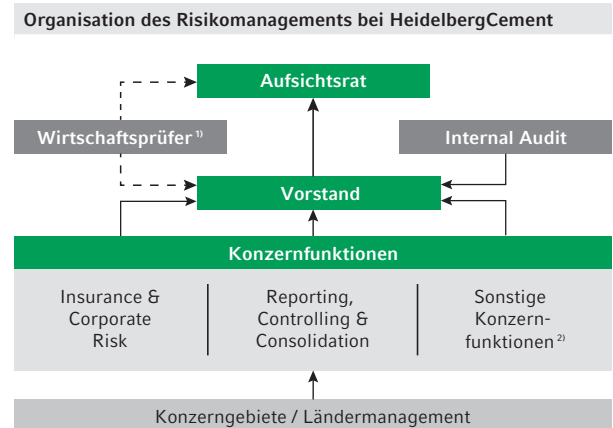 Organisation des Risikomanagements bei HeidelbergCement
Aufsichtsrat
Wirtschaftsprüfer 1)
Internal Audit
Vorstand
Konzernfunktionen
Insurance &
Corporate
Risk
Reporting,
Controlling &
Consolidation
Sonstige
Konzern-
funktionen 2)
Konzerngebiete / Ländermanagement